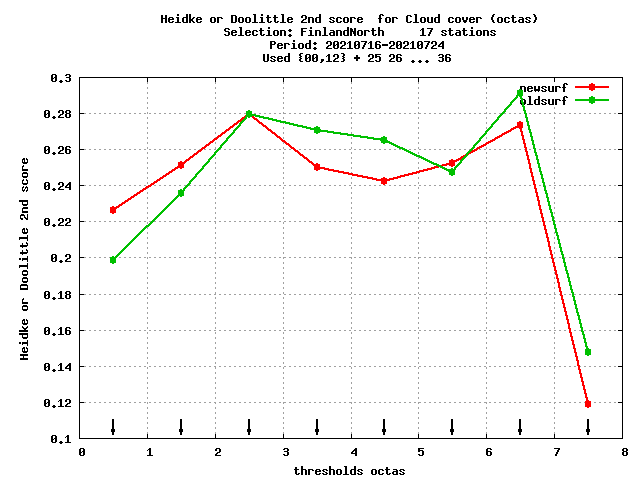 Heidke or Doolittle 2nd score  for Cloud cover (octas)
Selection: FinlandNorth     17 stations
Period: 20210716-20210724
Used {00,12} + 25 26 ... 36
newsurf
oldsurf
Heidke or Doolittle 2nd score
0.3
0.28
0.26
0.24
0.22
0.2
0.18
0.16
0.14
0.12
0.1
0 1 2 3 4 5 6 7 8
thresholds octas